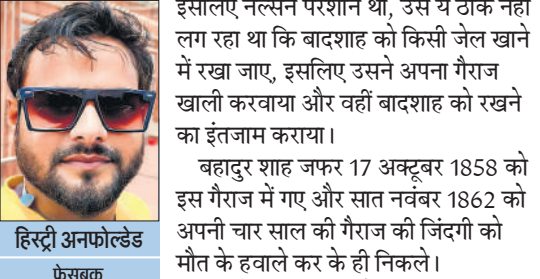 इसलिए नेल्सन परेशान था, उसे ये ठीक नहीं
लग रहा था कि बादशाह को किसी जेल खाने
में रखा जाए, इसलिए उसने अपना गैराज
खाली करवाया और वहीं बादशाह को रखने
का इंतजाम कराया।
बहादुर शाह जफर 17 अक्टूबर 1858 को
इस गैराज में गए और सात नवंबर 1862 को
अपनी चार साल की गैराज की जिंदगी को
मौत के हवाले कर के ही निकले।
हिस्ट्री अनफोल्डेड
फेसबुक